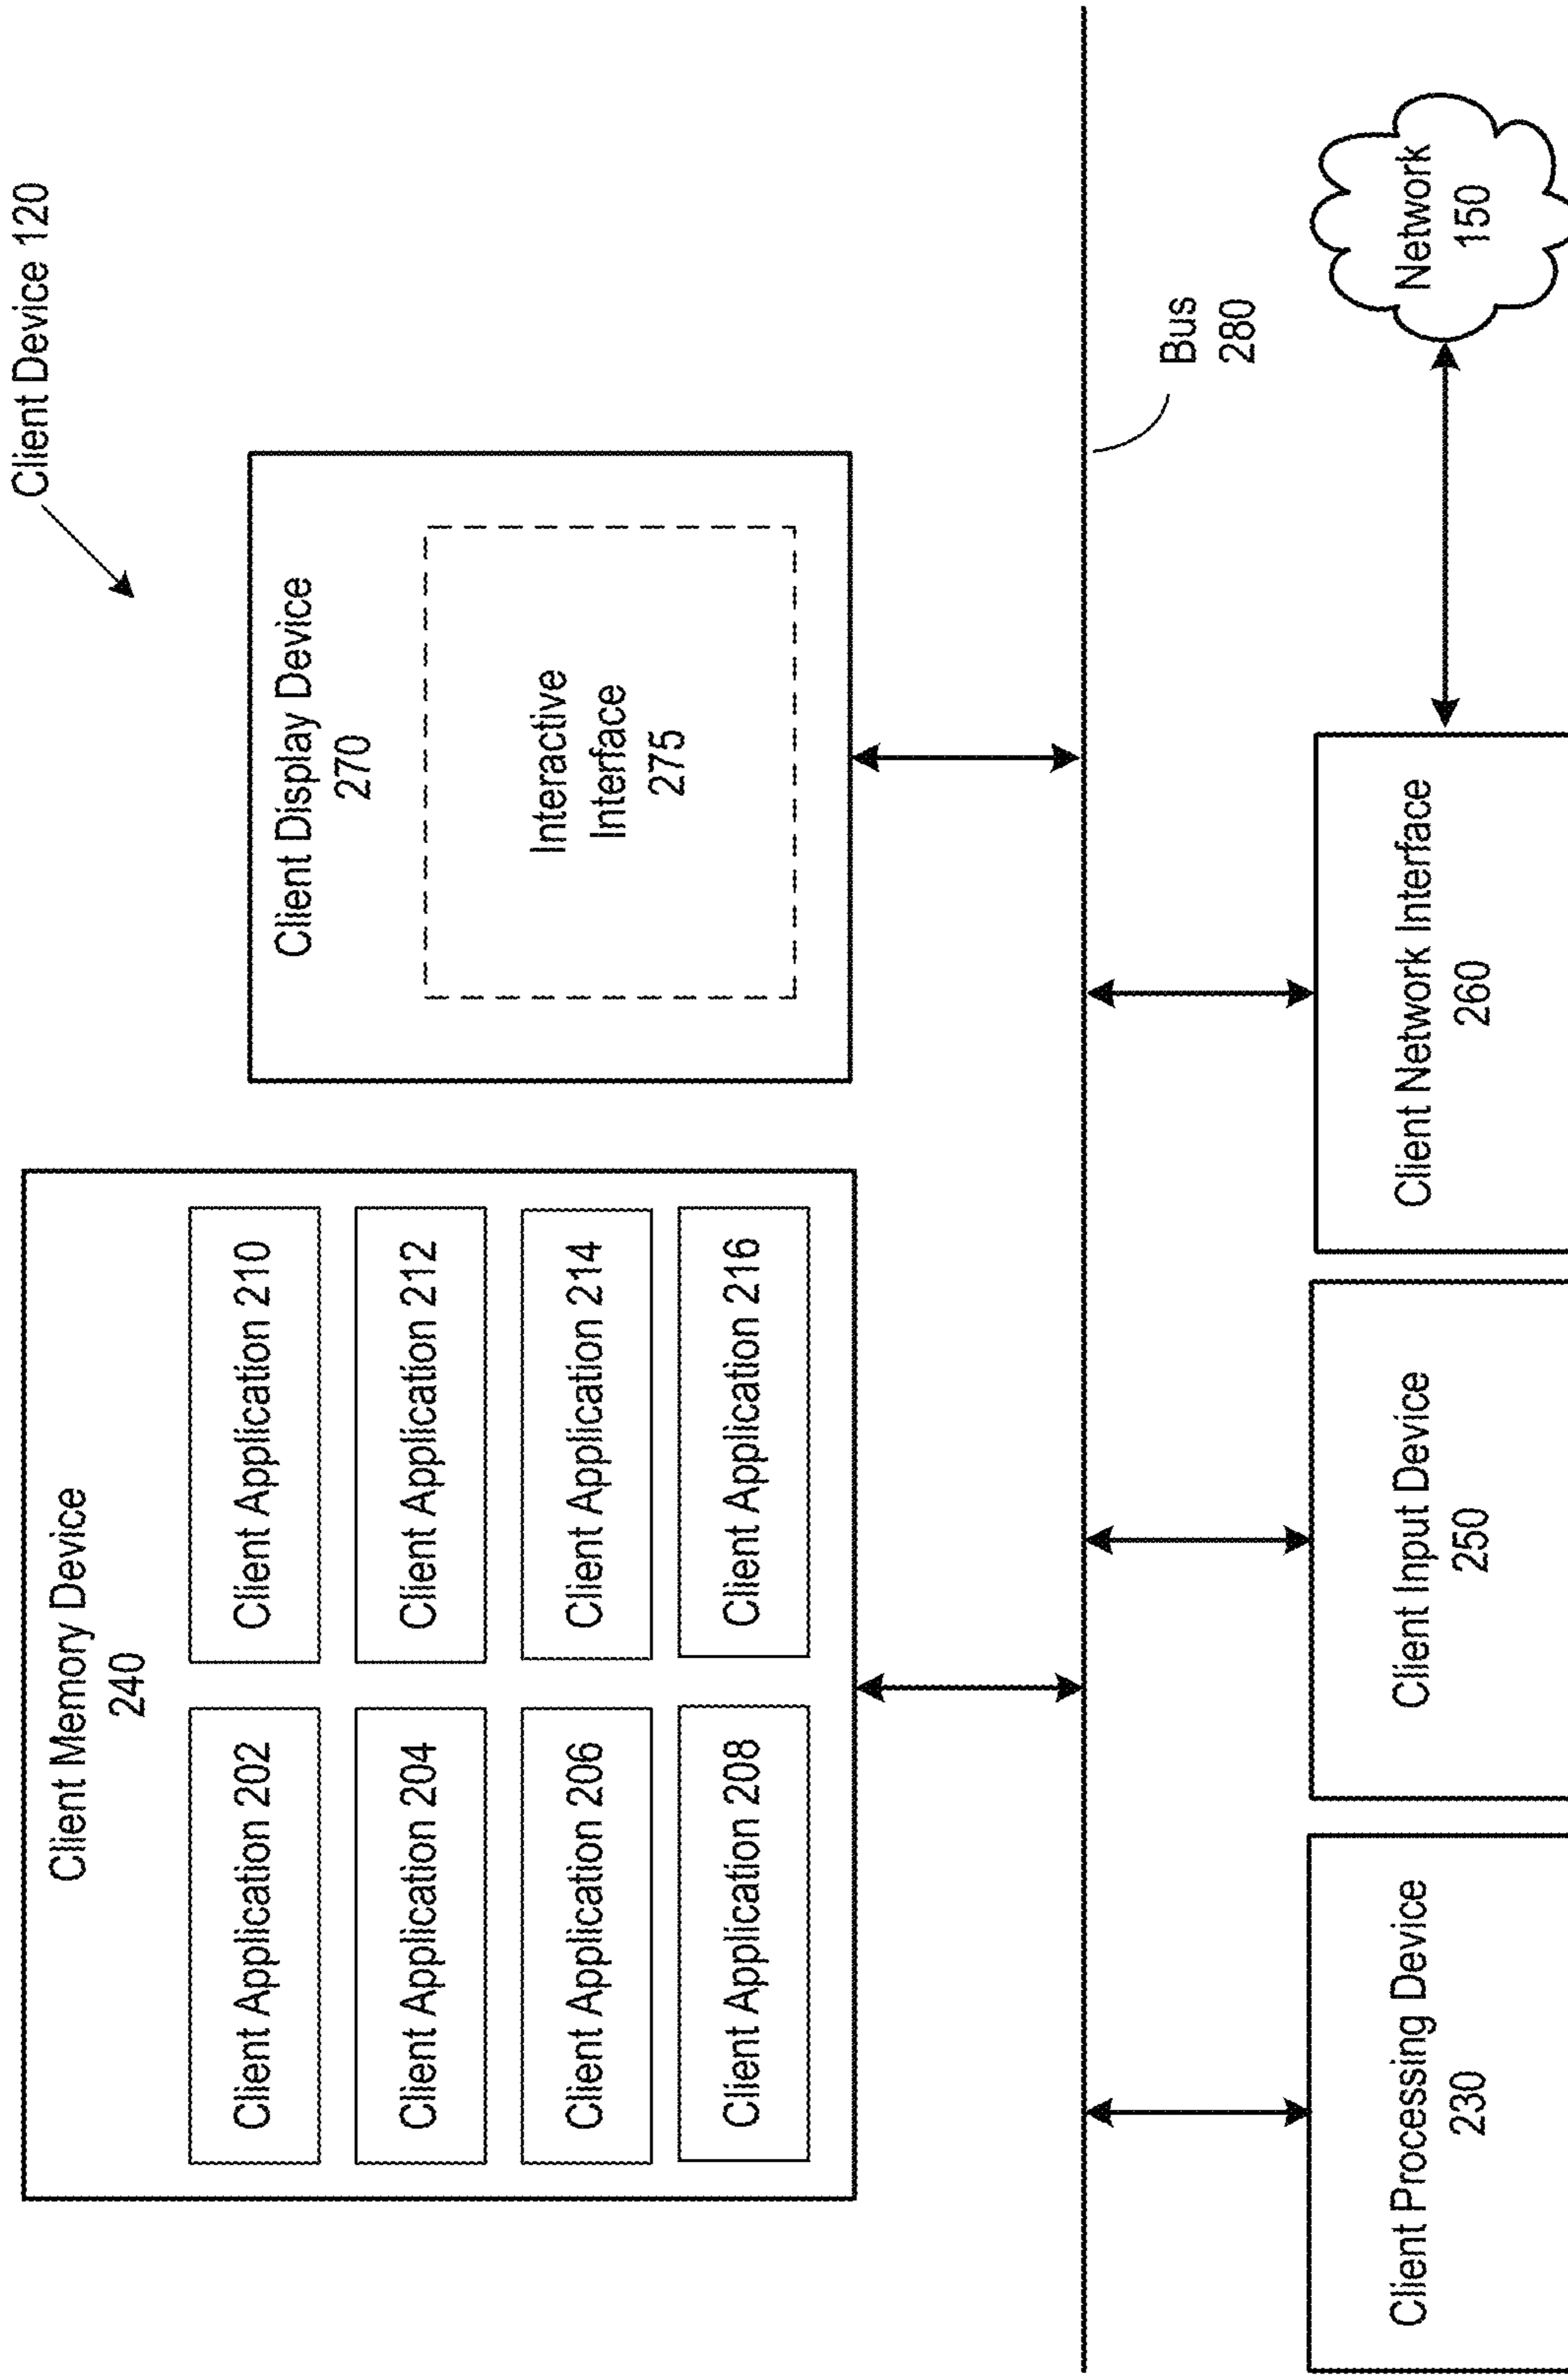 Client Device 120
Client Memory Device
240
Client Application 202
Client Application 210
Client Application 204
Client Application 212
Client Application 206
Client Application 214
Client Application 208
Client Application 216
Client Display Device
270
Interactive
Interface
275
Bus
280
Client Processing Device
230
Client Input Device
250
Client Network Interface
260
Network
150